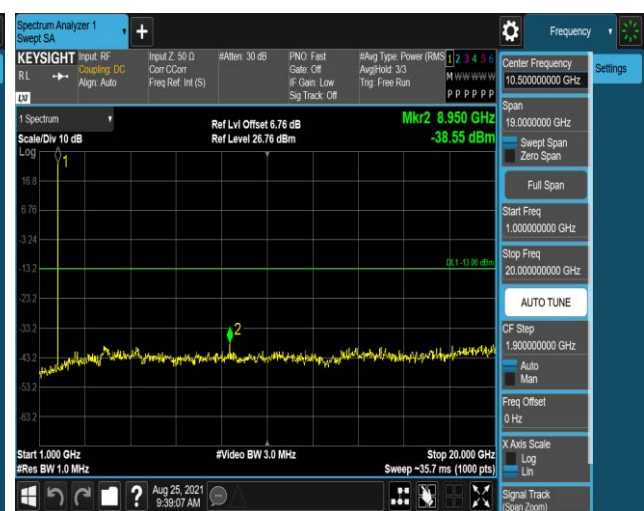 Spectrum Analyzer 1
Swept SA
+
Frequency
KEYSIGHT
RL
LXI
Input: RF
Coupling: DC
Align: Auto
Input Z: 50 Ω
Corr CCorr
Freq Ref: Int (S)
#Atten: 30 dB
PNO: Fast
Gate: Off
IF Gain: Low
Sig Track: Off
#Avg Type: Power (RMS
Avg|Hold: 3/3
Trig: Free Run
1 2 3 4 5 6
M W W W W W
P P P P P P
Settings
1 Spectrum
Scale/Div 10 dB
Ref Lvl Offset 6.76 dB
Ref Level 26.76 dBm
Mkr2 8.950 GHz
-38.55 dBm
Log
1
16.8
6.76
-3.24
DL1 -13.00 dBm
-13.2
-23.2
-33.2
2
-43.2
-53.2
-63.2
Start 1.000 GHz
#Video BW 3.0 MHz
Stop 20.000 GHz
#Res BW 1.0 MHz
Sweep ~35.7 ms (1000 pts)
Center Frequency
10.500000000 GHz
Span
19.0000000 GHz
Swept Span
Zero Span
Full Span
Start Freq
1.000000000 GHz
Stop Freq
20.000000000 GHz
AUTO TUNE
CF Step
1.900000000 GHz
Auto
Man
Freq Offset
0 Hz
X Axis Scale
Log
Lin
Signal Track
(Span Zoom)
?
Aug 25, 2021
9:39:07 AM